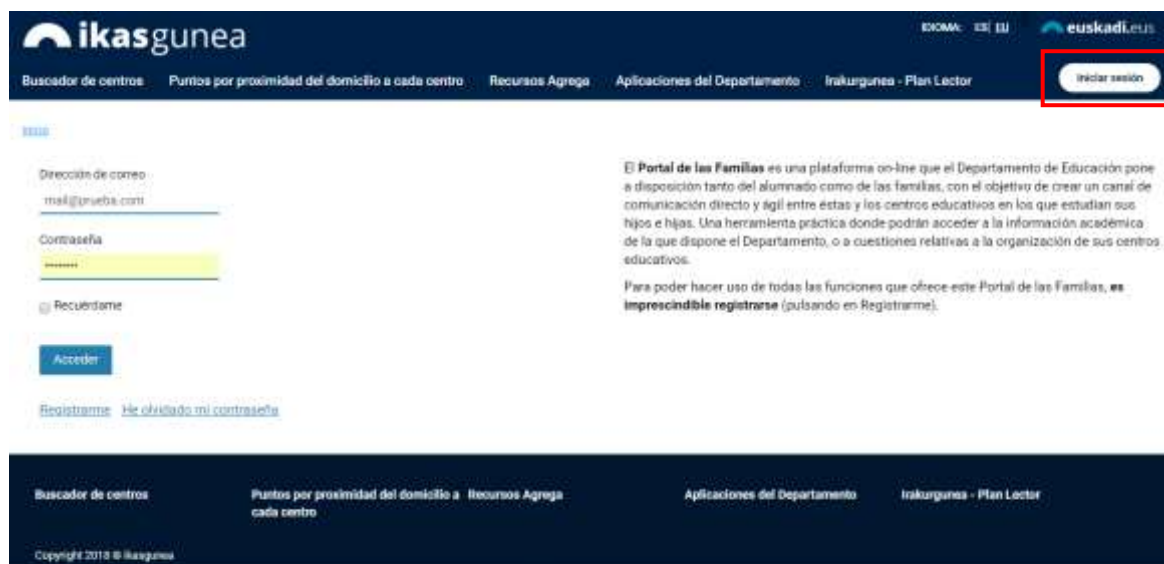 ikasgunea
IDIOMA: ES| EU
euskadi.eus
Buscador de centros Puntos por proximidad del domicilio a cada centro Recursos Agrega Aplicaciones del Departamento Irakurgunea - Plan Lector Iniciar sesión
Dirección de correo
mail@prueba.com
Contraseña
Recuérdame
Acceder
Registrarme He olvidado mi contraseña
El Portal de las Familias es una plataforma on-line que el Departamento de Educación pone
a disposición tanto del alumnado como de las familias, con el objetivo de crear un canal de
comunicación directo y ágil entre éstas y los centros educativos en los que estudian sus
hijos e hijas. Una herramienta práctica donde podrán acceder a la información académica
de la que dispone el Departamento, o a cuestiones relativas a la organización de sus centros
educativos.
Para poder hacer uso de todas las funciones que ofrece este Portal de las Familias, es
imprescindible registrarse (pulsando en Registrarme).
Buscador de centros
Puntos por proximidad del domicilio a
cada centro
Recursos Agrega
Aplicaciones del Departamento
Irakurgunea - Plan Lector
Copyright 2018 © Ikasgunea